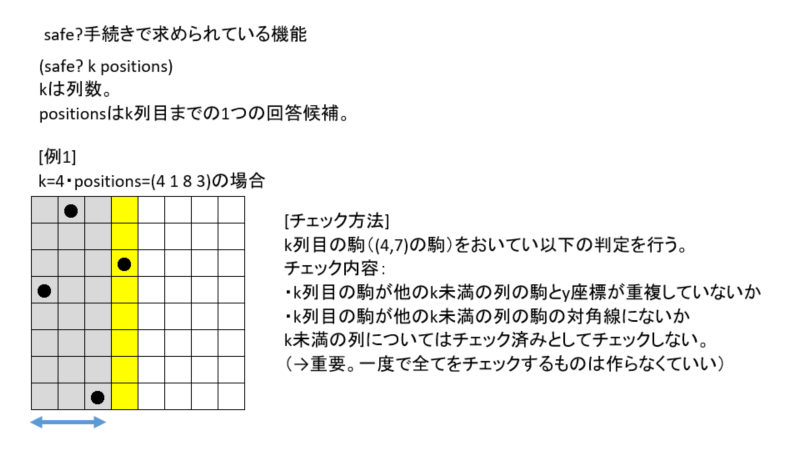 safe?手続きで求められている機能
(safe? k positions)
kは列数。
positionsはk列目までの1つの回答候補。
[例1]
k=4・positions=(4 1 8 3)の場合
[チェック方法]
k列目の駒((4,7)の駒)をおいてい以下の判定を行う。
チェック内容：
・k列目の駒が他のk未満の列の駒とy座標が重複していないか
・k列目の駒が他のk未満の列の駒の対角線にないか
k未満の列についてはチェック済みとしてチェックしない。
(→重要。一度で全てをチェックするものは作らなくていい)